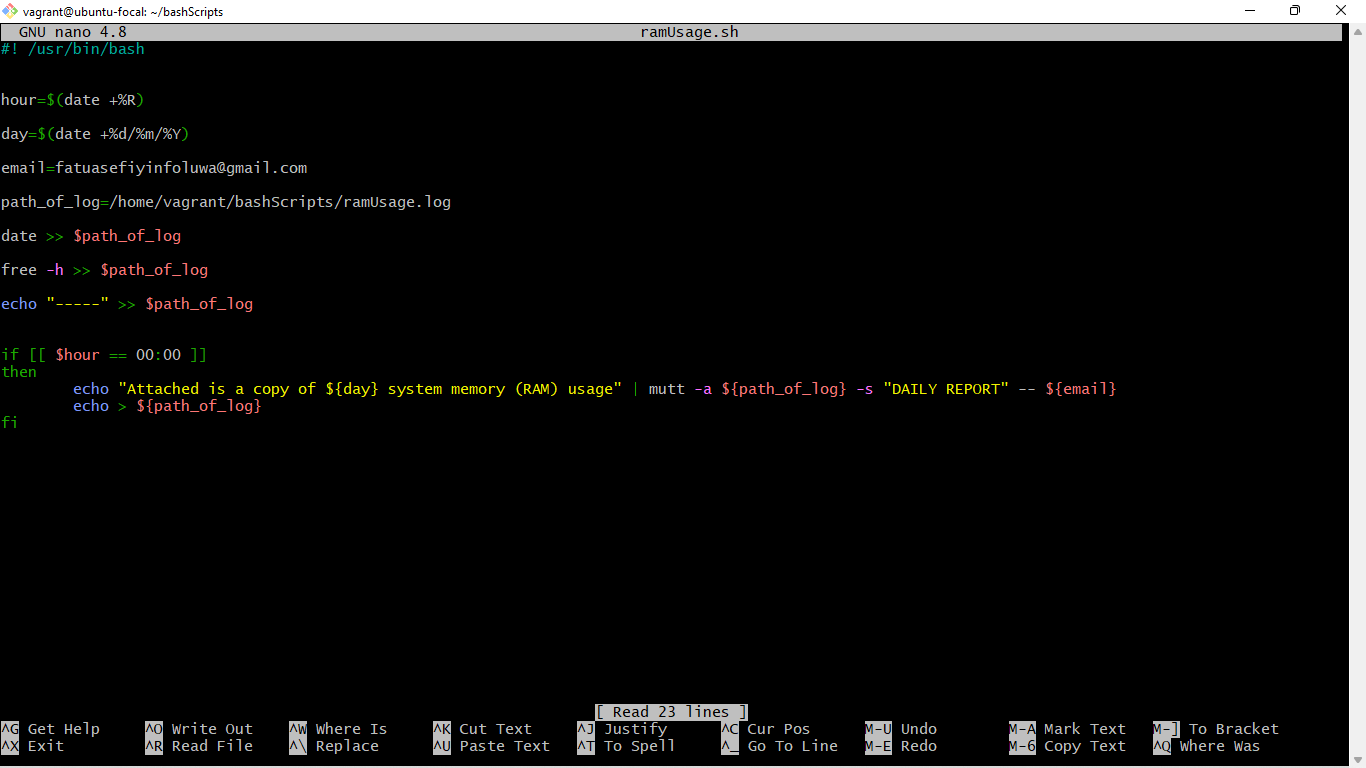 vagrant@ubuntu-focal: ~/bashScripts
GNU nano 4.8 ramUsage.sh
#! /usr/bin/bash
hour=$(date +%R)
day=$(date +%d/%m/%Y)
email=fatuasefiyinfoluwa@gmail.com
path_of_log=/home/vagrant/bashScripts/ramUsage.log
date >> $path_of_log
free -h >> $path_of_log
echo "-----" >> $path_of_log
if [[ $hour == 00:00 ]]
then
echo "Attached is a copy of ${day} system memory (RAM) usage" | mutt -a ${path_of_log} -s "DAILY REPORT" -- ${email}
echo > ${path_of_log}
fi
[ Read 23 lines ]
^G Get Help ^O Write Out ^W Where Is ^K Cut Text ^J Justify ^C Cur Pos M-U Undo M-A Mark Text M-] To Bracket
^X Exit ^R Read File ^\ Replace ^U Paste Text ^T To Spell ^_ Go To Line M-E Redo M-6 Copy Text ^Q Where Was